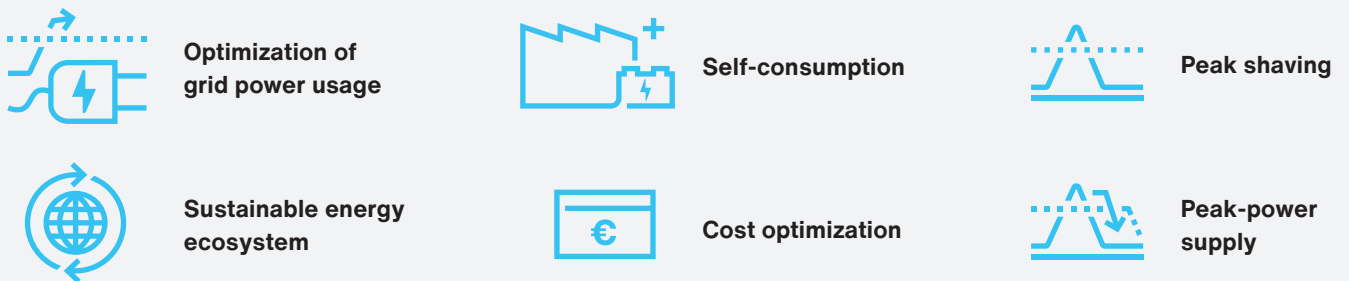 Optimization of
grid power usage
Self-consumption
Peak shaving
Sustainable energy
ecosystem
€
Cost optimization
Peak-power
supply